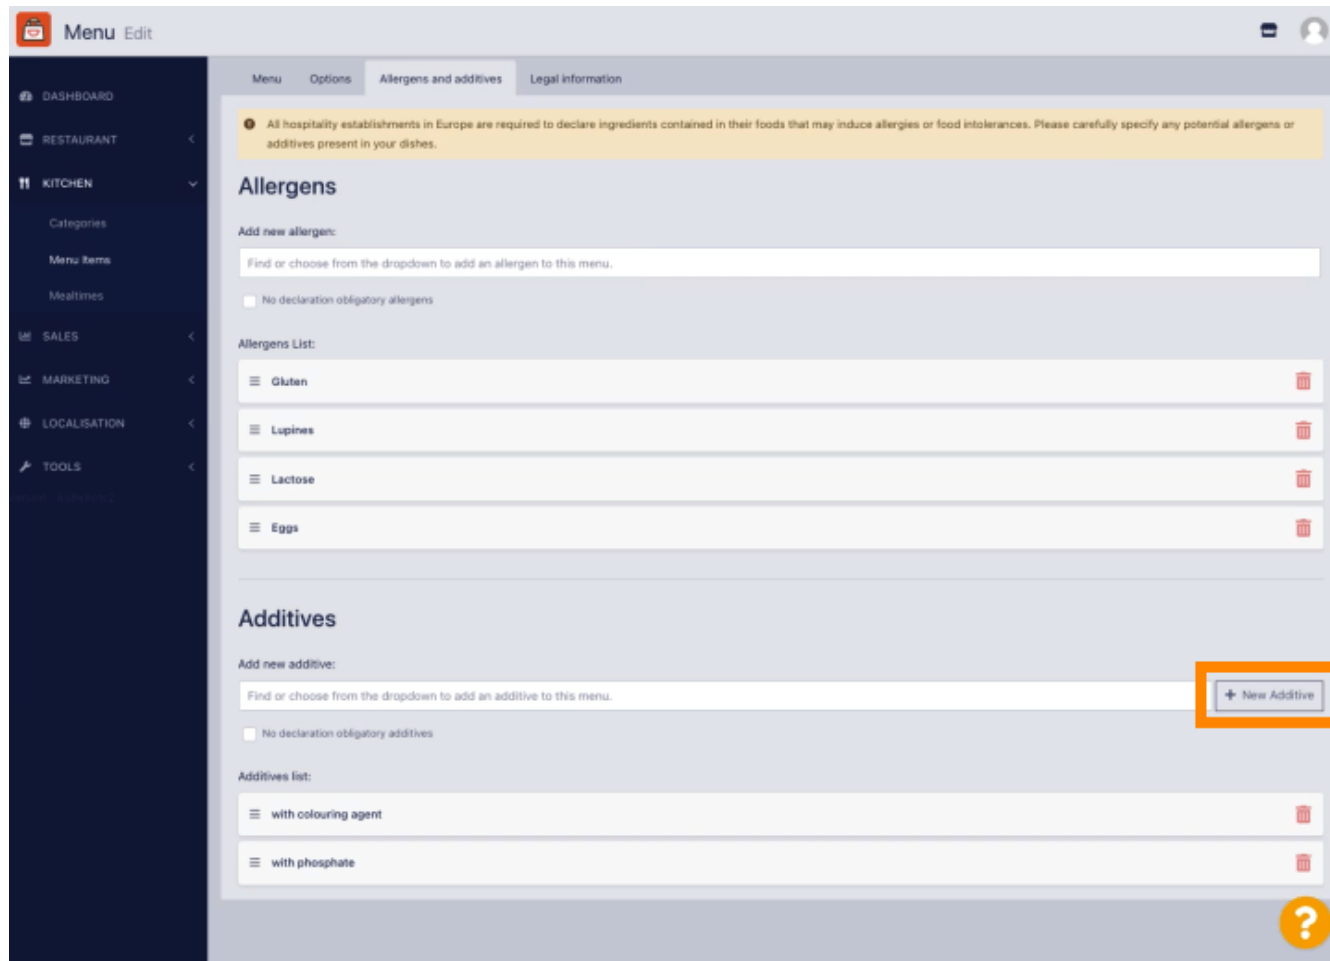 Menu Edit
DASHBOARD
RESTAURANT
KITCHEN
Categories
Menu Items
Mealtimes
SALES
MARKETING
LOCALISATION
TOOLS
Menu Options Allergens and additives Legal information
All hospitality establishments in Europe are required to declare ingredients contained in their foods that may induce allergies or food intolerances. Please carefully specify any potential allergens or
additives present in your dishes.
Allergens
Add new allergen:
Find or choose from the dropdown to add an allergen to this menu.
No declaration obligatory allergens
Allergens List:
Gluten
Lupines
Lactose
Eggs
Additives
Add new additive:
Find or choose from the dropdown to add an additive to this menu.
+ New Additive
No declaration obligatory additives
Additives list:
with colouring agent
with phosphate
?